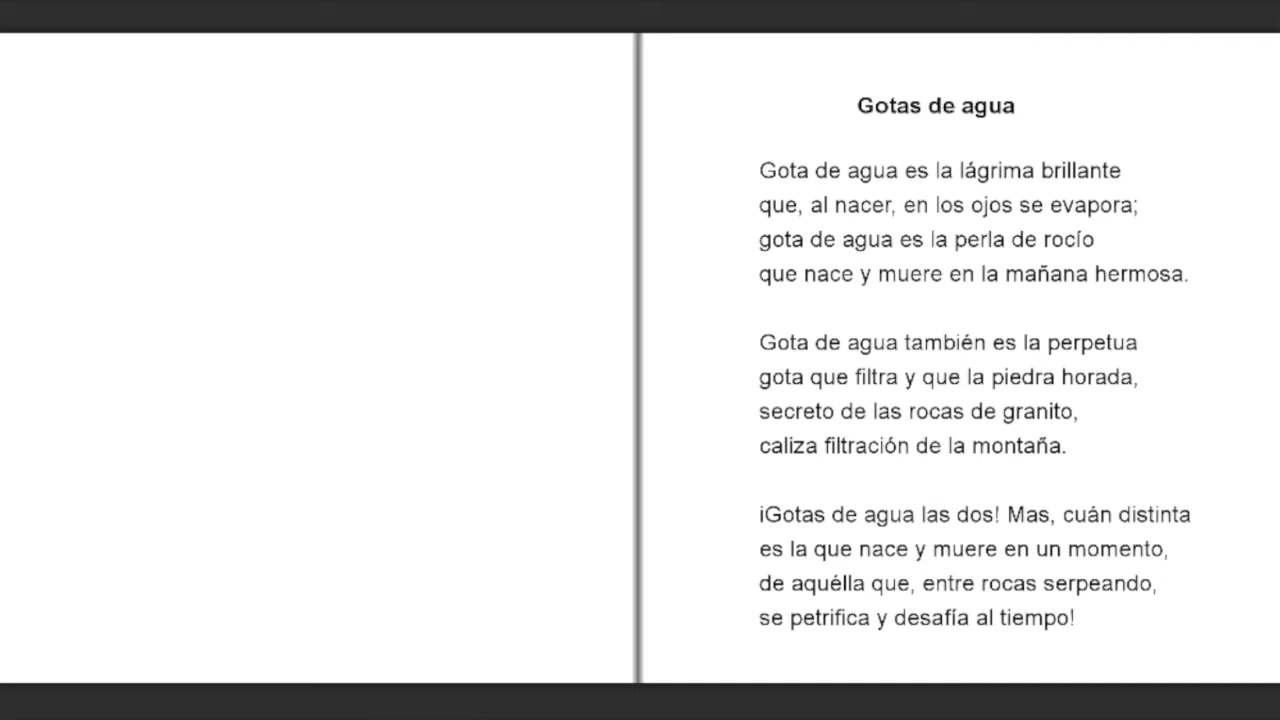 Gotas de agua
Gota de agua es la lágrima brillante
que, al nacer, en los ojos se evapora;
gota de agua es la perla de rocío
que nace y muere en la mañana hermosa.
Gota de agua también es la perpetua
gota que filtra y que la piedra horada,
secreto de las rocas de granito,
caliza filtración de la montaña.
¡Gotas de agua las dos! Mas, cuán distinta
es la que nace y muere en un momento,
de aquélla que, entre rocas serpeando,
se petrifica y desafía al tiempo!